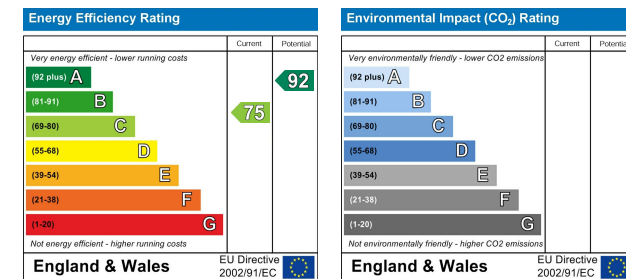 Energy Efficiency Rating
Current Potential
Very energy efficient - lower running costs
(92 plus) A
92
(81-91) B
75
(69-80) C
(55-68) D
(39-54) E
(21-38) F
(1-20) G
Not energy efficient - higher running costs
England & Wales
EU Directive
2002/91/EC
Environmental Impact (CO2) Rating
Current Potential
Very environmentally friendly - lower CO2 emissions
(92 plus) A
(81-91) B
(69-80) C
(55-68) D
(39-54) E
(21-38) F
(1-20) G
Not environmentally friendly - higher CO2 emissions
England & Wales
EU Directive
2002/91/EC